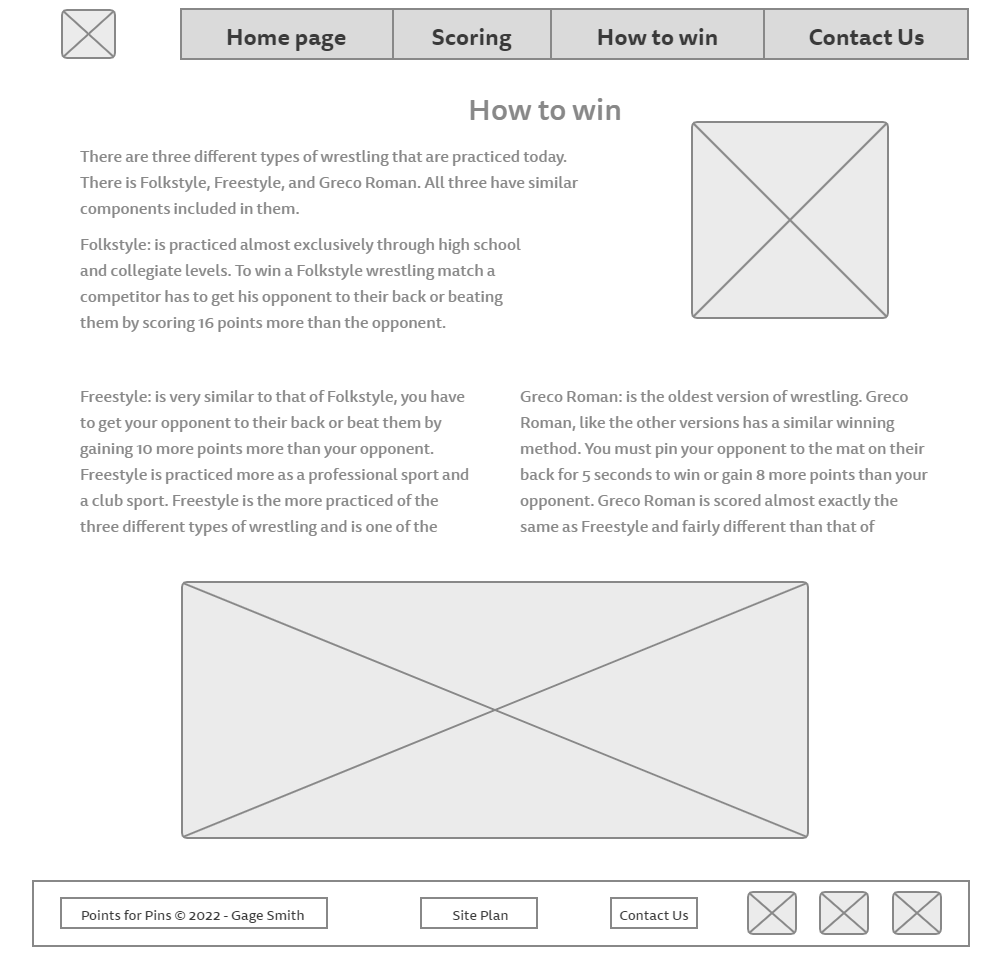 Home page
Scoring
How to win
Contact Us
How to win
There are three different types of wrestling that are practiced today.
There is Folkstyle, Freestyle, and Greco Roman. All three have similar
components included in them.
Folkstyle: is practiced almost exclusively through high school
and collegiate levels. To win a Folkstyle wrestling match a
competitor has to get his opponent to their back or beating
them by scoring 16 points more than the opponent.
Freestyle: is very similar to that of Folkstyle, you have
to get your opponent to their back or beat them by
gaining 10 more points more than your opponent.
Freestyle is practiced more as a professional sport and
a club sport. Freestyle is the more practiced of the
three different types of wrestling and is one of the
Greco Roman: is the oldest version of wrestling. Greco
Roman, like the other versions has a similar winning
method. You must pin your opponent to the mat on their
back for 5 seconds to win or gain 8 more points than your
opponent. Greco Roman is scored almost exactly the
same as Freestyle and fairly different than that of
Points for Pins © 2022 - Gage Smith
Site Plan
Contact Us